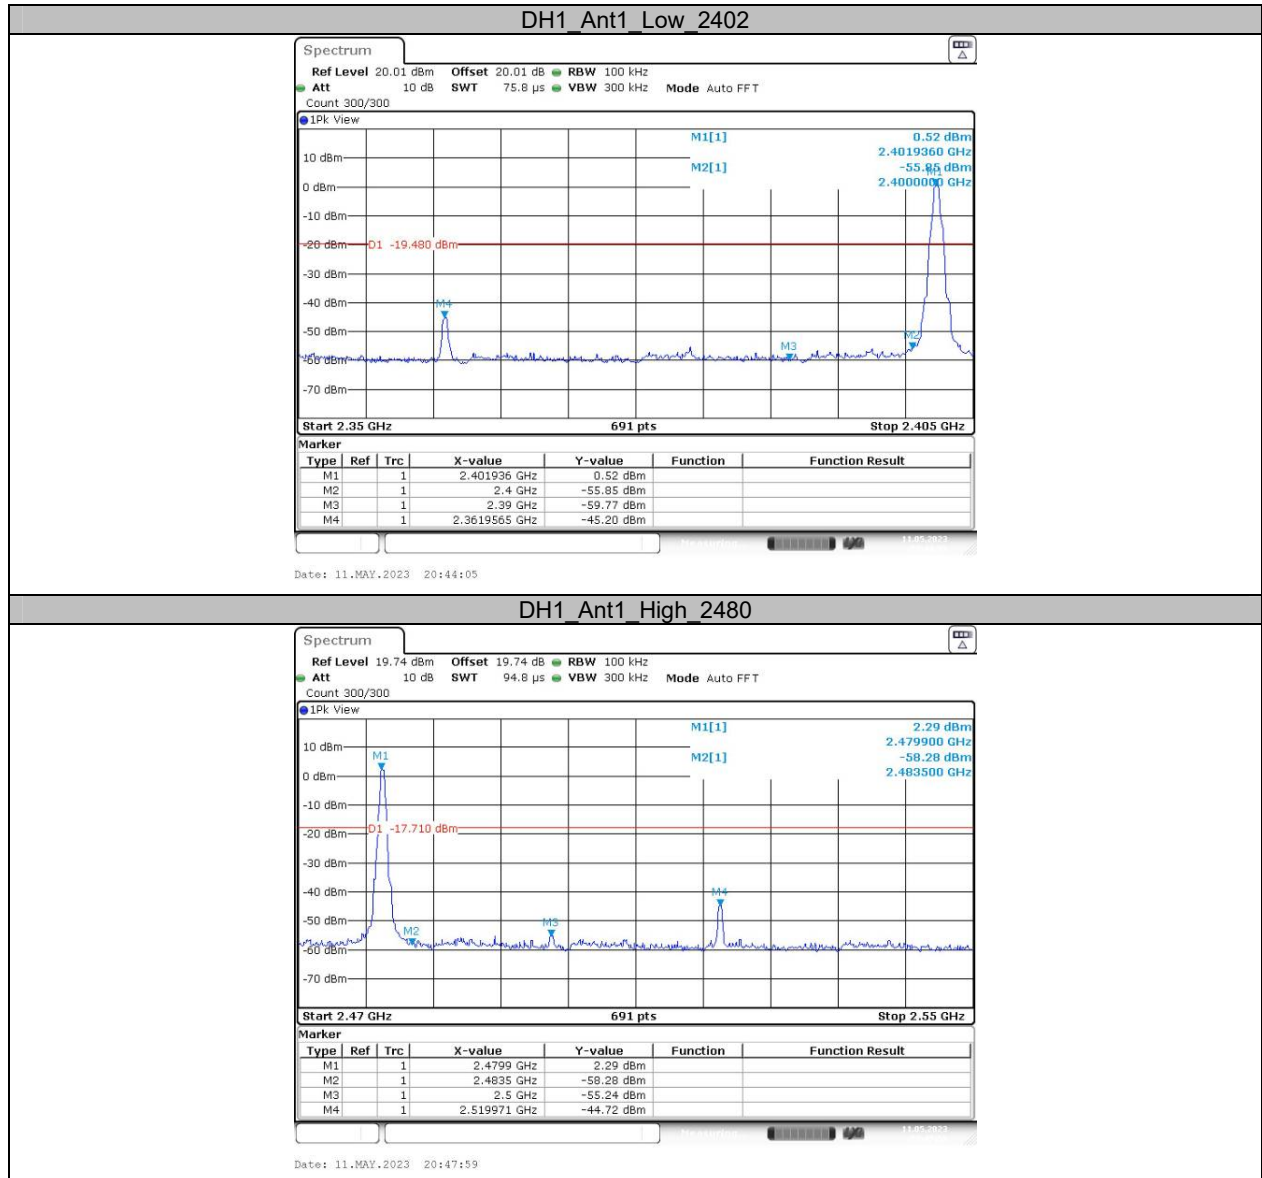 DH1_Ant1_Low_2402
Spectrum
Ref Level 20.01 dBm Offset 20.01 dB RBW 100 kHz
Att 10 dB SWT 75.8 µs VBW 300 kHz Mode Auto FFT
Count 300/300
1Pk View
M1[1] 0.52 dBm
2.4019360 GHz
M2[1] -55.85 dBm
2.4000000 GHz
M1
10 dBm
0 dBm
-10 dBm
-20 dBm D1 -19.480 dBm
-30 dBm
-40 dBm
M4
-50 dBm
M2
M3
-60 dBm
-70 dBm
Start 2.35 GHz 691 pts Stop 2.405 GHz
Marker
Type Ref Trc X-value Y-value Function Function Result
M1 1 2.401936 GHz 0.52 dBm
M2 1 2.4 GHz -55.85 dBm
M3 1 2.39 GHz -59.77 dBm
M4 1 2.3619565 GHz -45.20 dBm
11.05.2023
Date: 11.MAY.2023 20:44:05
DH1_Ant1_High_2480
Spectrum
Ref Level 19.74 dBm Offset 19.74 dB RBW 100 kHz
Att 10 dB SWT 94.8 µs VBW 300 kHz Mode Auto FFT
Count 300/300
1Pk View
M1[1] 2.29 dBm
2.479900 GHz
M2[1] -58.28 dBm
2.483500 GHz
10 dBm
M1
0 dBm
-10 dBm
-20 dBm D1 -17.710 dBm
-30 dBm
-40 dBm
M4
-50 dBm
M3
M2
-60 dBm
-70 dBm
Start 2.47 GHz 691 pts Stop 2.55 GHz
Marker
Type Ref Trc X-value Y-value Function Function Result
M1 1 2.4799 GHz 2.29 dBm
M2 1 2.4835 GHz -58.28 dBm
M3 1 2.5 GHz -55.24 dBm
M4 1 2.519971 GHz -44.72 dBm
11.05.2023
Date: 11.MAY.2023 20:47:59